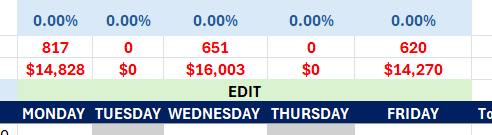 0.00% 0.00% 0.00% 0.00% 0.00%
817 0 651 0 620
$14,828 $0 $16,003 $0 $14,270
EDIT
MONDAY TUESDAY WEDNESDAY THURSDAY FRIDAY